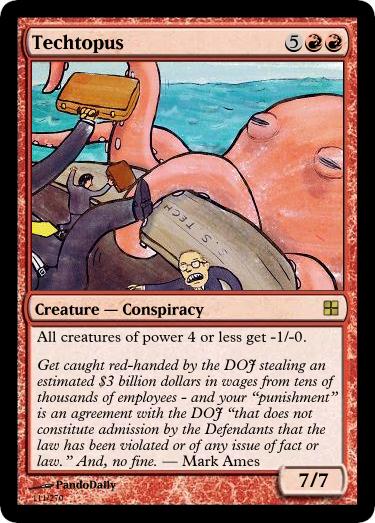 Techtopus 5
S.S. TECH
Creature — Conspiracy
All creatures of power 4 or less get -1/-0.
Get caught red-handed by the DOJ stealing an
estimated $3 billion dollars in wages from tens of
thousands of employees - and your “punishment”
is an agreement with the DOJ “that does not
constitute admission by the Defendants that the
law has been violated or of any issue of fact or
law.” And, no fine. — Mark Ames
PandoDaily
111/270
7/7